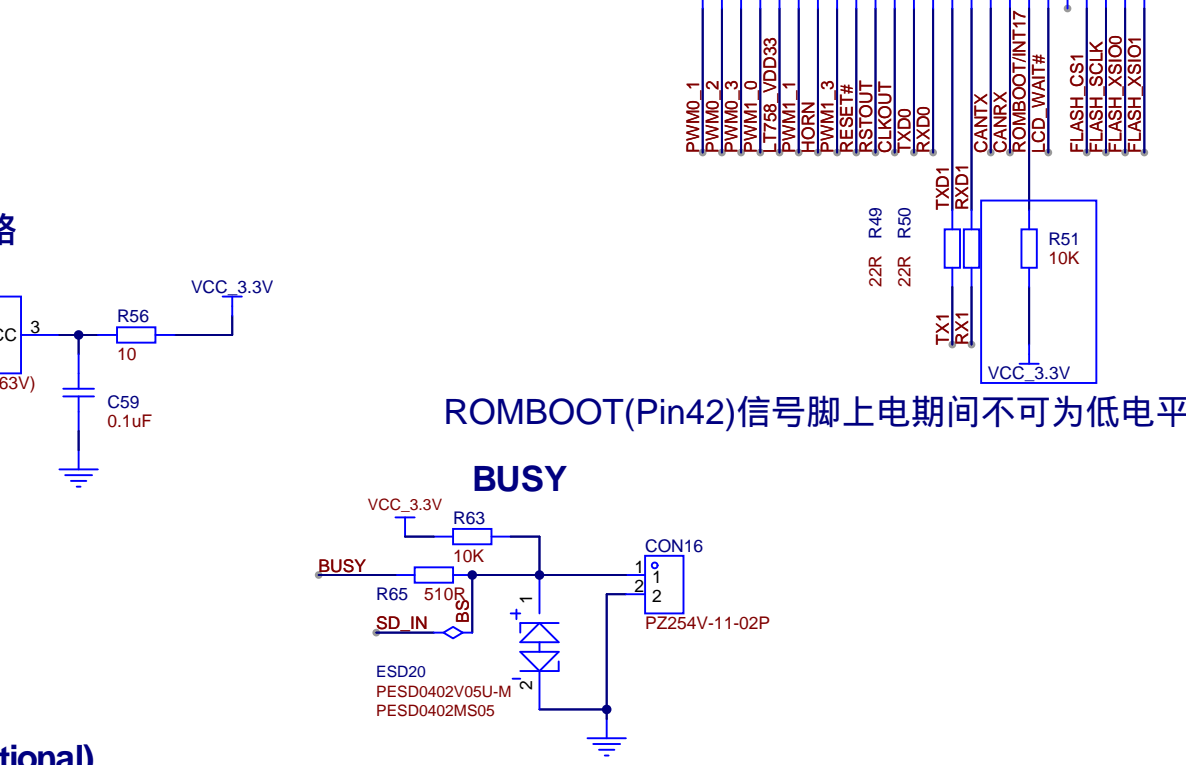 PWM0_1
PWM0_2
PWM0_3
PWM1_0
LT758_VDD33
PWM1_1
HORN
PWM1_3
RESET#
RSTOUT
CLKOUT
TXD0
RXD0
CANTX
CANRX
ROMBOOT/INT17
LCD_WAIT#
FLASH_CS1
FLASH_SCLK
FLASH_XSIO0
FLASH_XSIO1
TXD1
RXD1
R49
22R
R50
22R
R51
10K
TX1
RX1
VCC_3.3V
路
VCC_3.3V
R56
10
3
CC
63V)
C59
0.1uF
ROMBOOT(Pin42)信号脚上电期间不可为低电平
BUSY
VCC_3.3V
R63
10K
BUSY
R65 510R
BS
SD_IN
CON16
1
1
2
2
PZ254V-11-02P
+
1
-
2
ESD20
PESD0402V05U-M
PESD0402MS05
tional)